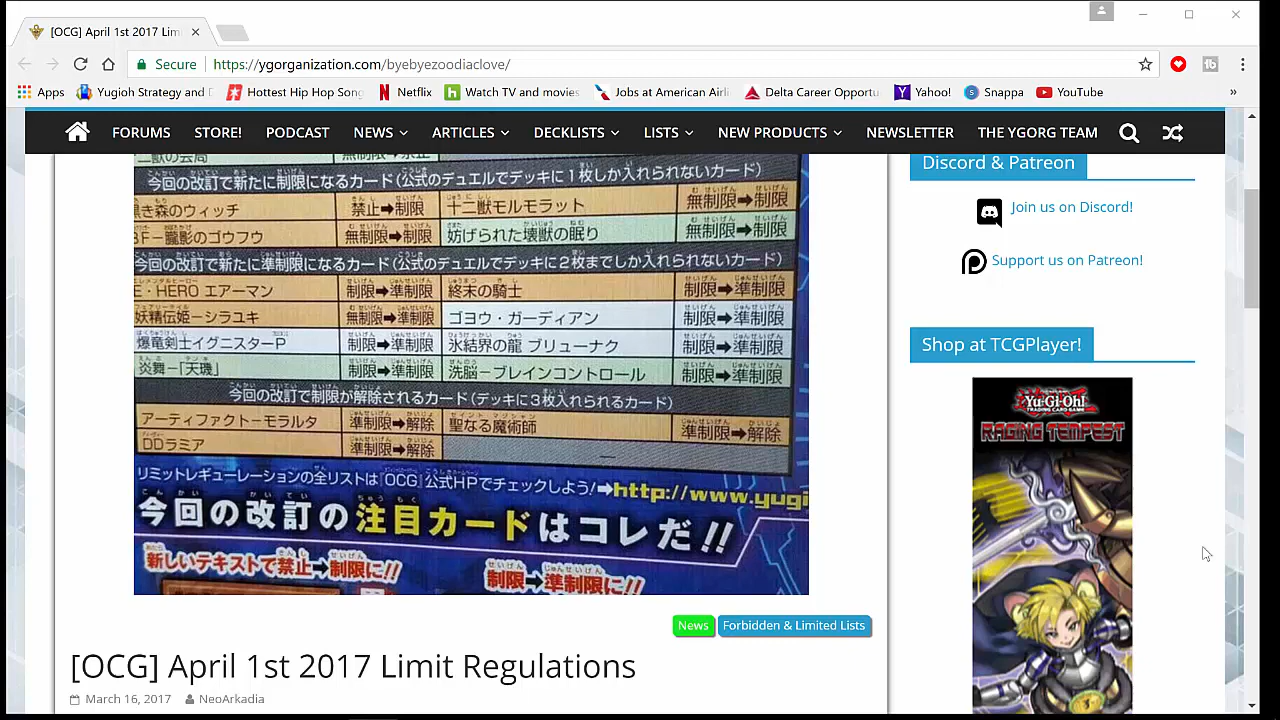 [OCG] April 1st 2017 Lim
Secure
https://ygorganization.com/byebyezoodiaclove/
Apps
Yugioh Strategy and
Hottest Hip Hop Song
Netflix
Watch TV and movies
Jobs at American Airli
Delta Career Opportu
Yahoo!
Snappa
YouTube
»
FORUMS
STORE!
PODCAST
NEWS
ARTICLES
DECKLISTS
LISTS
NEW PRODUCTS
NEWSLETTER
THE YGORG TEAM
二獣の会局
無制限➡禁止
今回の改訂で新たに制限になるカード(公式のデュエルでデッキに1枚しか入れられないカード)
黒き森のウィッチ
禁止➡制限
十二獣モルモラット
無制限➡制限
BF-朧影のゴウフウ
無制限➡制限
妨げられた壊獣の眠り
無制限➡制限
今回の改訂で新たに準制限になるカード(公式のデュエルでデッキに2枚までしか入れられないカード)
E・HERO エアーマン
制限➡準制限
終末の騎士
制限➡準制限
妖精伝姫-シラユキ
無制限➡準制限
ゴヨウ・ガーディアン
制限➡準制限
爆竜剣士イグニスターP
制限➡準制限
氷結界の龍 ブリューナク
制限➡準制限
炎舞-「天璣」
制限➡準制限
洗脳-ブレインコントロール
制限➡準制限
今回の改訂で制限が解除されるカード(デッキに3枚入れられるカード)
アーティファクト-モラルタ
準制限➡解除
聖なる魔術師
準制限➡解除
DDラミア
準制限➡解除
リミットレギュレーションの全リストは「OCG」公式HPでチェックしよう!➡http://www.yugi
今回の改訂の注目カードはコレだ!!
新しいテキストで禁止➡制限に!!
制限➡準制限に!!
News
Forbidden & Limited Lists
[OCG] April 1st 2017 Limit Regulations
March 16, 2017
NeoArkadia
Discord & Patreon
Join us on Discord!
Support us on Patreon!
Shop at TCGPlayer!
Yu-Gi-Oh!
TRADING CARD GAME
RAGING TEMPEST